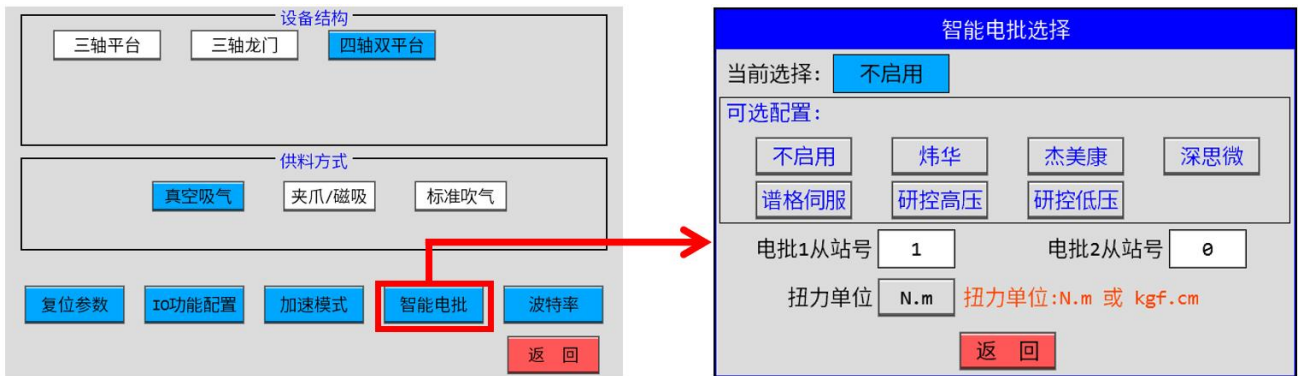 设备结构
三轴平台 三轴龙门 四轴双平台
供料方式
真空吸气 夹爪/磁吸 标准吹气
复位参数 IO功能配置 加速模式 智能电批 波特率
返 回
智能电批选择
当前选择: 不启用
可选配置:
不启用 炜华 杰美康 深思微
谱格伺服 研控高压 研控低压
电批1从站号 1 电批2从站号 0
扭力单位 N.m 扭力单位:N.m 或 kgf.cm
返 回